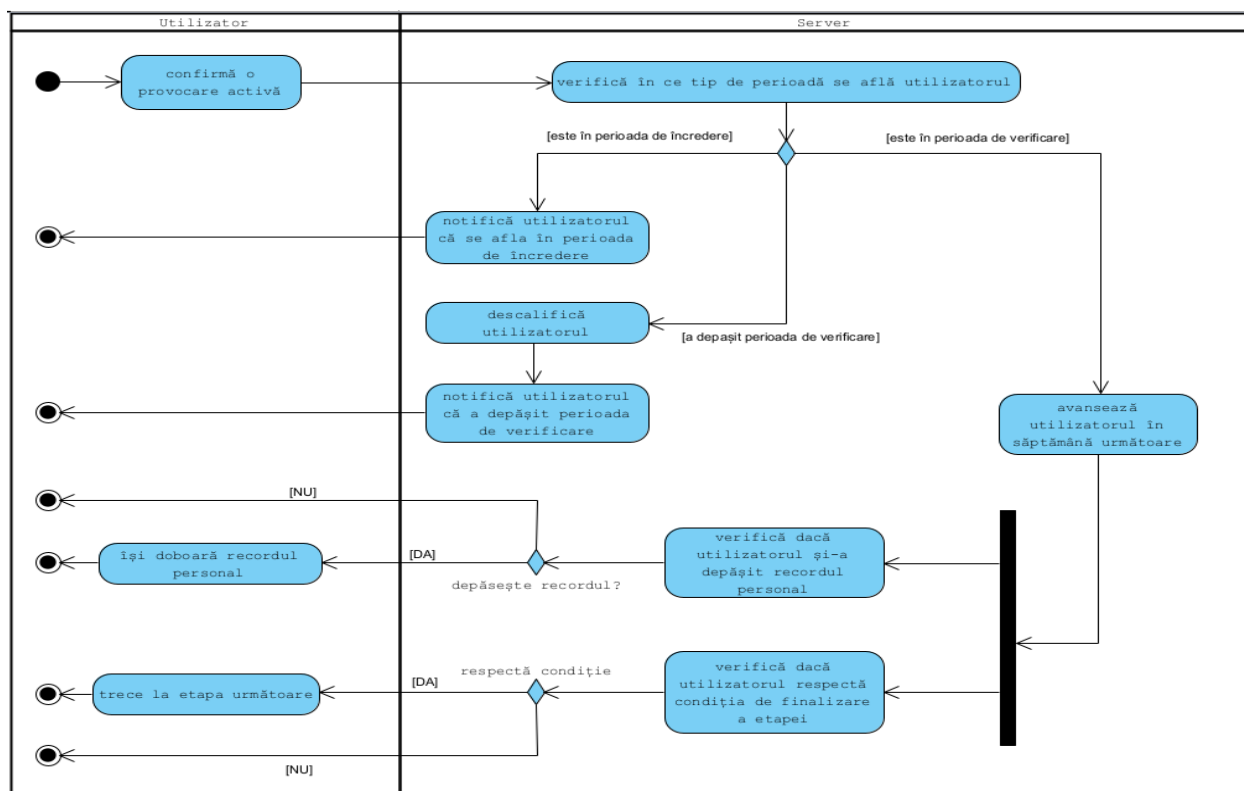 Utilizator
Server
confirmă o
provocare activă
verifică în ce tip de perioadă se află utilizatorul
[este în perioada de încredere]
[este în perioada de verificare]
notifică utilizatorul
că se afla în perioada
de încredere
descalifică
utilizatorul
[a depașit perioada de verificare]
notifică utilizatorul
că a depășit perioada
de verificare
avansează
utilizatorul în
săptămână următoare
[NU]
verifică dacă
utilizatorul și-a
depășit recordul
personal
[DA]
își doboară recordul
personal
depăsește recordul?
respectă condiție
verifică dacă
utilizatorul respectă
condiția de finalizare
a etapei
[DA]
trece la etapa următoare
[NU]